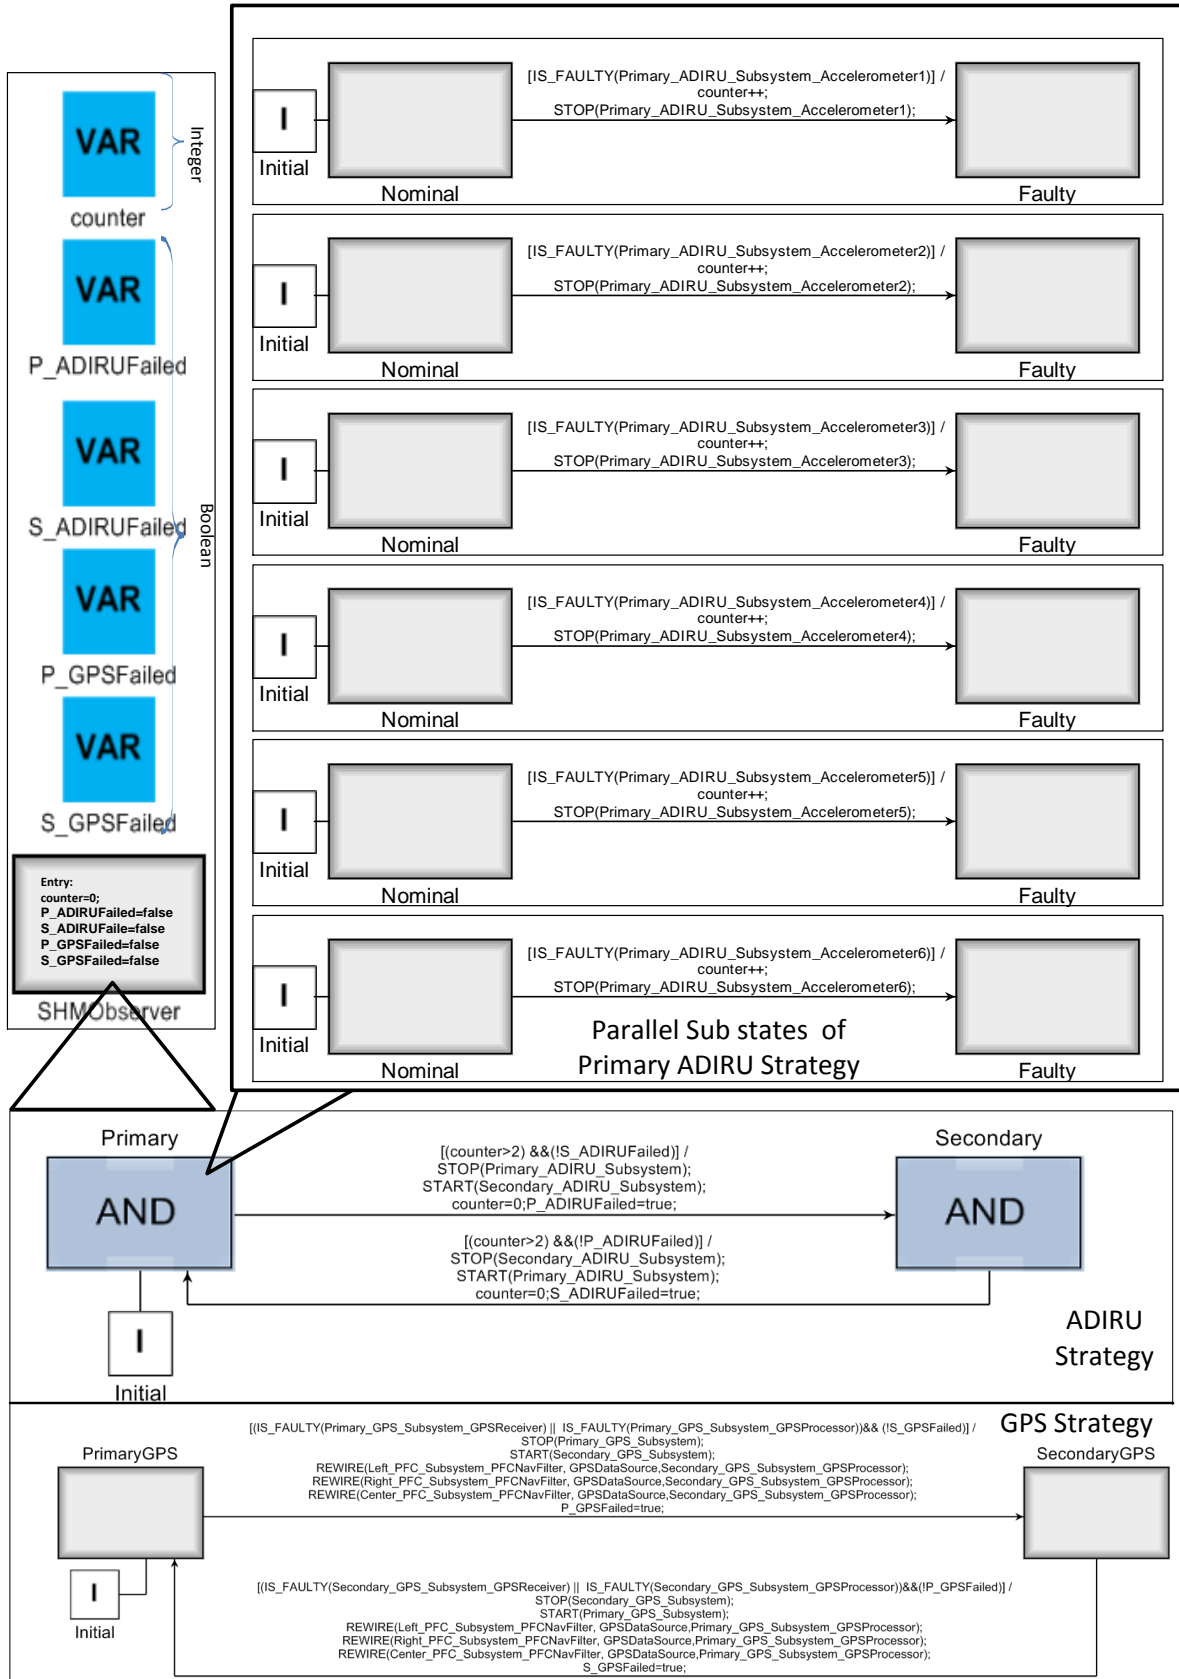 VAR
counter
Integer
VAR
P_ADIRUFailed
VAR
S_ADIRUFailed
VAR
P_GPSFailed
VAR
S_GPSFailed
Boolean
Entry:
counter=0;
P_ADIRUFailed=false
S_ADIRUFaile=false
P_GPSFailed=false
S_GPSFailed=false
SHMObserver
[IS_FAULTY(Primary_ADIRU_Subsystem_Accelerometer1)] /
counter++;
STOP(Primary_ADIRU_Subsystem_Accelerometer1);
I
Initial
Nominal
Faulty
[IS_FAULTY(Primary_ADIRU_Subsystem_Accelerometer2)] /
counter++;
STOP(Primary_ADIRU_Subsystem_Accelerometer2);
I
Initial
Nominal
Faulty
[IS_FAULTY(Primary_ADIRU_Subsystem_Accelerometer3)] /
counter++;
STOP(Primary_ADIRU_Subsystem_Accelerometer3);
I
Initial
Nominal
Faulty
[IS_FAULTY(Primary_ADIRU_Subsystem_Accelerometer4)] /
counter++;
STOP(Primary_ADIRU_Subsystem_Accelerometer4);
I
Initial
Nominal
Faulty
[IS_FAULTY(Primary_ADIRU_Subsystem_Accelerometer5)] /
counter++;
STOP(Primary_ADIRU_Subsystem_Accelerometer5);
I
Initial
Nominal
Faulty
[IS_FAULTY(Primary_ADIRU_Subsystem_Accelerometer6)] /
counter++;
STOP(Primary_ADIRU_Subsystem_Accelerometer6);
I
Initial
Nominal
Faulty
Parallel Sub states of
Primary ADIRU Strategy
Primary
AND
Secondary
AND
[(counter>2) &&(!S_ADIRUFailed)] /
STOP(Primary_ADIRU_Subsystem);
START(Secondary_ADIRU_Subsystem);
counter=0;P_ADIRUFailed=true;
[(counter>2) &&(!P_ADIRUFailed)] /
STOP(Secondary_ADIRU_Subsystem);
START(Primary_ADIRU_Subsystem);
counter=0;S_ADIRUFailed=true;
I
Initial
ADIRU
Strategy
GPS Strategy
[(IS_FAULTY(Primary_GPS_Subsystem_GPSReceiver) || IS_FAULTY(Primary_GPS_Subsystem_GPSProcessor))&& (!S_GPSFailed)] /
STOP(Primary_GPS_Subsystem);
START(Secondary_GPS_Subsystem);
REWIRE(Left_PFC_Subsystem_PFCNavFilter, GPSDataSource,Secondary_GPS_Subsystem_GPSProcessor);
REWIRE(Right_PFC_Subsystem_PFCNavFilter, GPSDataSource,Secondary_GPS_Subsystem_GPSProcessor);
REWIRE(Center_PFC_Subsystem_PFCNavFilter, GPSDataSource,Secondary_GPS_Subsystem_GPSProcessor);
P_GPSFailed=true;
PrimaryGPS
SecondaryGPS
I
Initial
[(IS_FAULTY(Secondary_GPS_Subsystem_GPSReceiver) || IS_FAULTY(Secondary_GPS_Subsystem_GPSProcessor))&&(!P_GPSFailed)] /
STOP(Secondary_GPS_Subsystem);
START(Primary_GPS_Subsystem);
REWIRE(Left_PFC_Subsystem_PFCNavFilter, GPSDataSource,Primary_GPS_Subsystem_GPSProcessor);
REWIRE(Right_PFC_Subsystem_PFCNavFilter, GPSDataSource,Primary_GPS_Subsystem_GPSProcessor);
REWIRE(Center_PFC_Subsystem_PFCNavFilter, GPSDataSource,Primary_GPS_Subsystem_GPSProcessor);
S_GPSFailed=true;